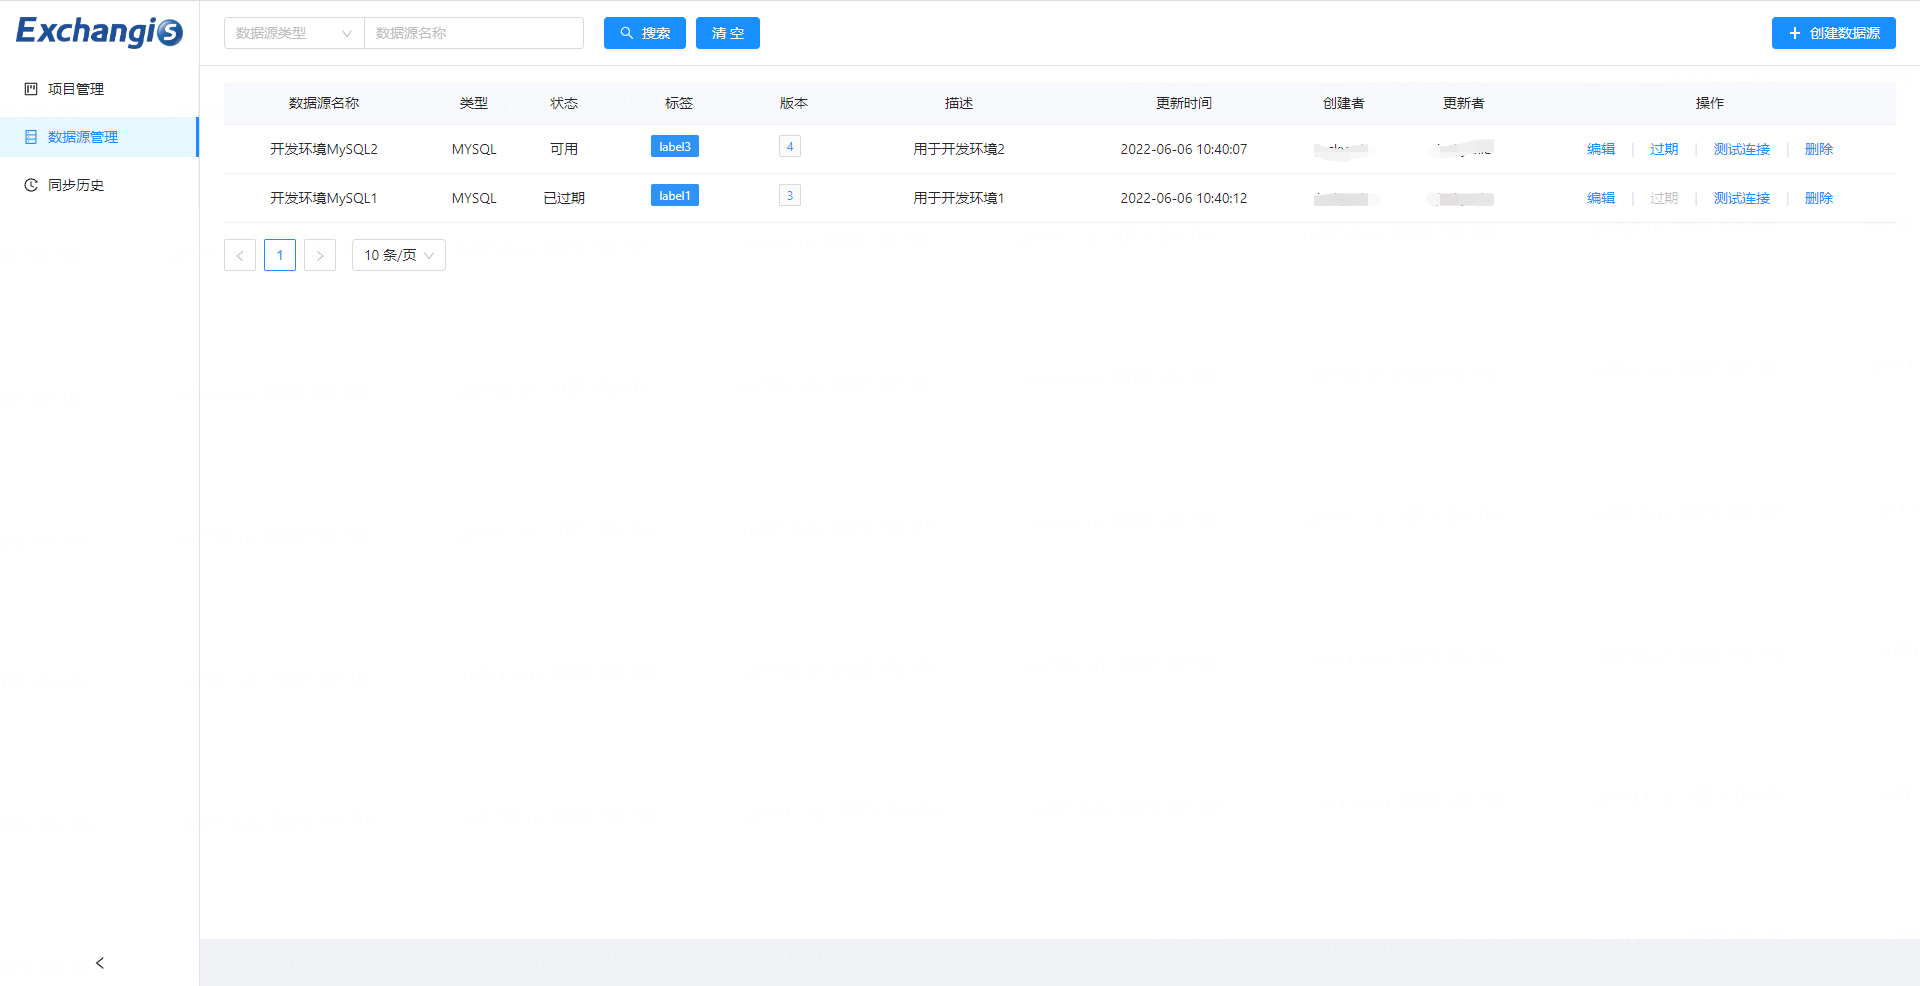 Exchangis
数据源类型 数据源名称 搜索 清 空 创建数据源
项目管理
数据源管理
同步历史
数据源名称 类型 状态 标签 版本 描述 更新时间 创建者 更新者 操作
开发环境MySQL2 MYSQL 可用 label3 4 用于开发环境2 2022-06-06 10:40:07 编辑 | 过期 | 测试连接 | 删除
开发环境MySQL1 MYSQL 已过期 label1 3 用于开发环境1 2022-06-06 10:40:12 编辑 | 过期 | 测试连接 | 删除
< 1 > 10 条/页